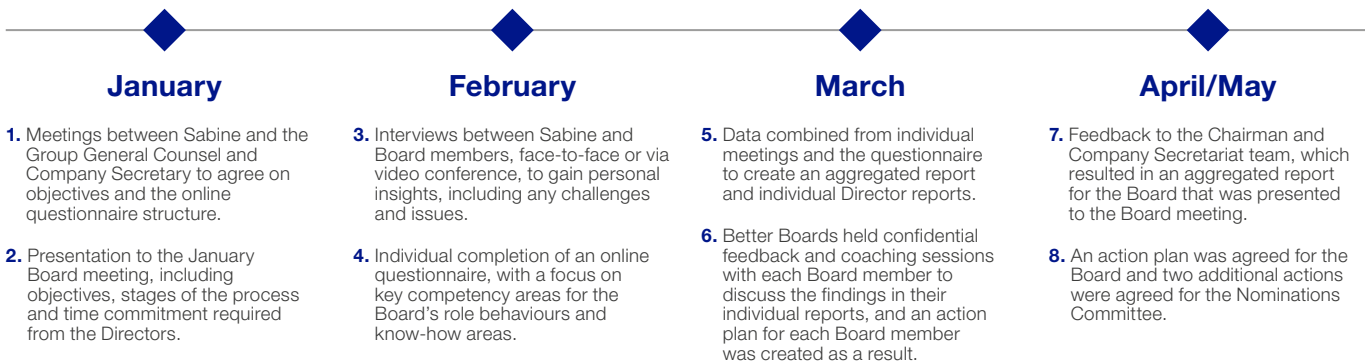 January
1. Meetings between Sabine and the
Group General Counsel and
Company Secretary to agree on
objectives and the online
questionnaire structure.
2. Presentation to the January
Board meeting, including
objectives, stages of the process
and time commitment required
from the Directors.
February
3. Interviews between Sabine and
Board members, face-to-face or via
video conference, to gain personal
insights, including any challenges
and issues.
4. Individual completion of an online
questionnaire, with a focus on
key competency areas for the
Board's role behaviours and
know-how areas.
March
5. Data combined from individual
meetings and the questionnaire
to create an aggregated report
and individual Director reports.
6. Better Boards held confidential
feedback and coaching sessions
with each Board member to
discuss the findings in their
individual reports, and an action
plan for each Board member
was created as a result.
April/May
7. Feedback to the Chairman and
Company Secretariat team, which
resulted in an aggregated report
for the Board that was presented
to the Board meeting.
8. An action plan was agreed for the
Board and two additional actions
were agreed for the Nominations
Committee.